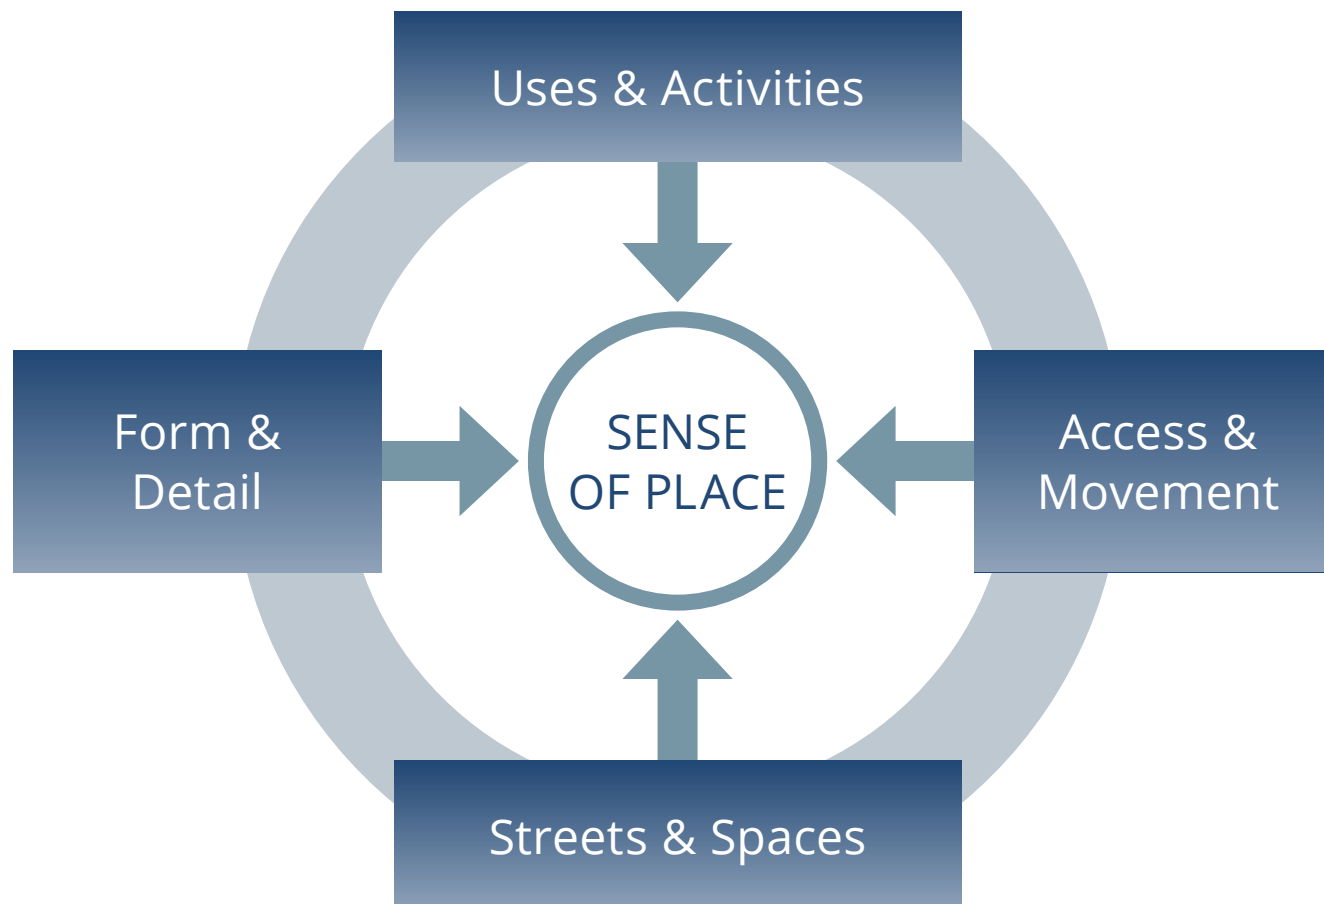 Uses & Activities
Form &
Detail
SENSE
OF PLACE
Access &
Movement
Streets & Spaces